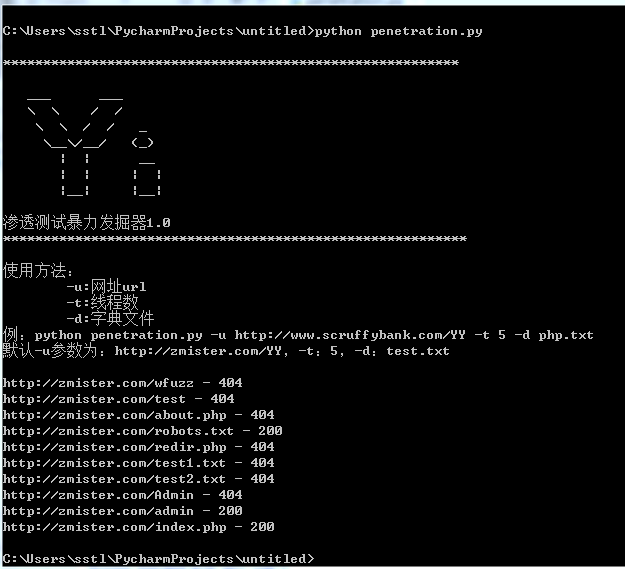 C:\Users\sstl\PycharmProjects\untitled>python penetration.py
*********************************************************
渗透测试暴力发掘器1.0
**********************************************************
使用方法：
-u:网址url
-t:线程数
-d:字典文件
例：python penetration.py -u http://www.scruffybank.com/YY -t 5 -d php.txt
默认-u参数为：http://zmister.com/YY，-t：5，-d：test.txt
http://zmister.com/wfuzz - 404
http://zmister.com/test - 404
http://zmister.com/about.php - 404
http://zmister.com/robots.txt - 200
http://zmister.com/redir.php - 404
http://zmister.com/test1.txt - 404
http://zmister.com/test2.txt - 404
http://zmister.com/Admin - 404
http://zmister.com/admin - 200
http://zmister.com/index.php - 200
C:\Users\sstl\PycharmProjects\untitled>